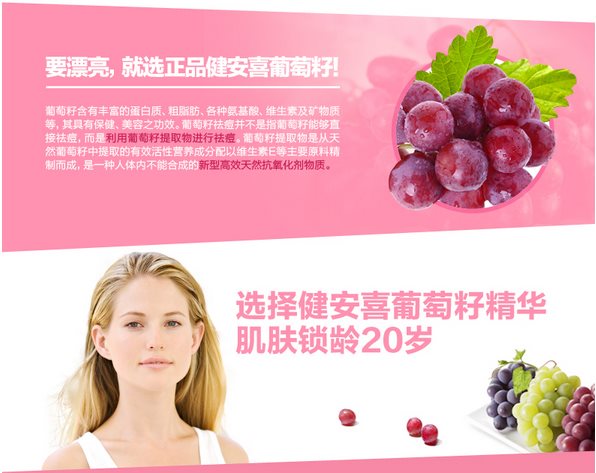 要漂亮，就选正品健安喜葡萄籽!
葡萄籽含有丰富的蛋白质、粗脂肪、各种氨基酸、维生素及矿物质
等，其具有保健、美容之功效。葡萄籽祛痘并不是指葡萄籽能够直
接祛痘，而是利用葡萄籽提取物进行祛痘，葡萄籽提取物是从天
然葡萄籽中提取的有效活性营养成分配以维生素E等主要原料精
制而成，是一种人体内不能合成的新型高效天然抗氧化剂物质。
选择健安喜葡萄籽精华
肌肤锁龄20岁